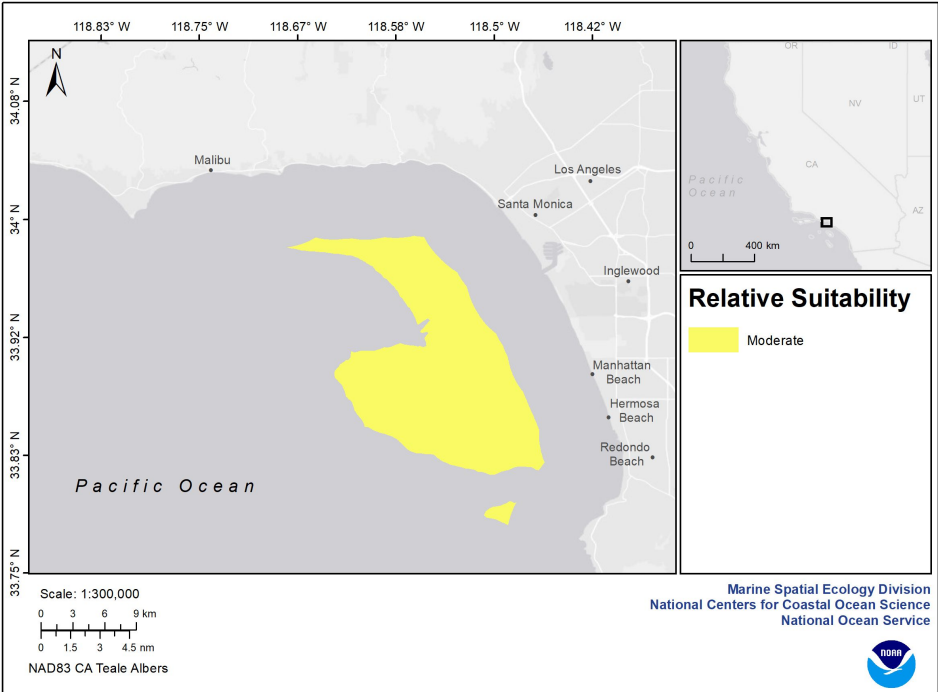 118.83° W 118.75° W 118.67° W 118.58° W 118.5° W 118.42° W
34.08° N
34° N
33.92° N
33.83° N
33.75° N
N
Malibu
Los Angeles
Santa Monica
Inglewood
Manhattan
Beach
Hermosa
Beach
Redondo
Beach
Pacific Ocean
OR
ID
NV
UT
CA
AZ
Pacific
Ocean
0 400 km
Relative Suitability
Moderate
Scale: 1:300,000
0 3 6 9 km
0 1.5 3 4.5 nm
NAD83 CA Teale Albers
Marine Spatial Ecology Division
National Centers for Coastal Ocean Science
National Ocean Service
NOAA